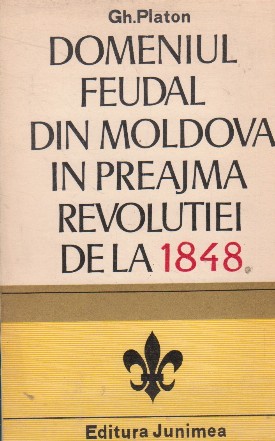 Gh.Platon
DOMENIUL
FEUDAL
DIN MOLDOVA
IN PREAJMA
REVOLUTIEI
DE LA 1848
Editura Junimea